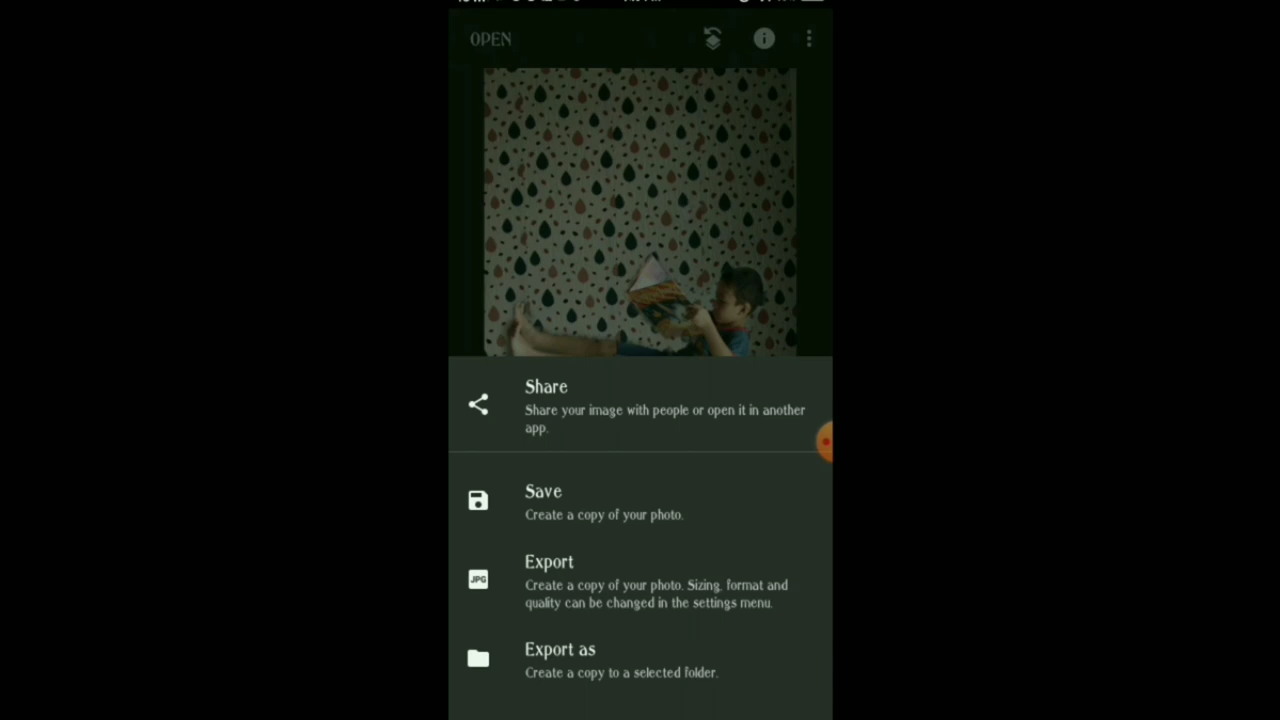 OPEN
Share
Share your image with people or open it in another
app.
Save
Create a copy of your photo.
JPG
Export
Create a copy of your photo. Sizing, format and
quality can be changed in the settings menu.
Export as
Create a copy to a selected folder.